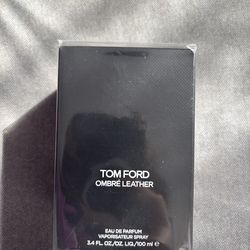 TOM FORD
OMBRÉ LEATHER
EAU DE PARFUM
VAPORISATEUR SPRAY
3.4 FL. OZ./OZ. LIQ/100 ml ℮